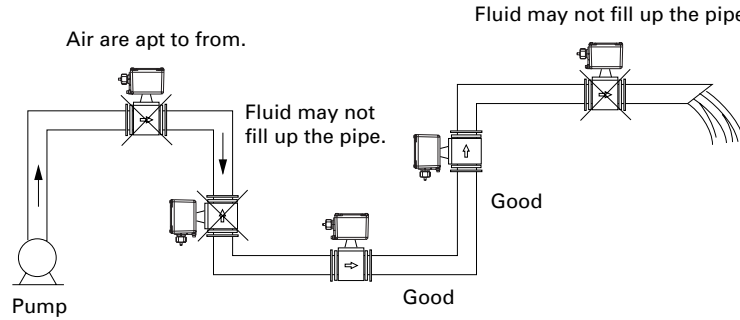 Fluid may not fill up the pipe
Air are apt to from.
Fluid may not
fill up the pipe.
Good
Good
Pump